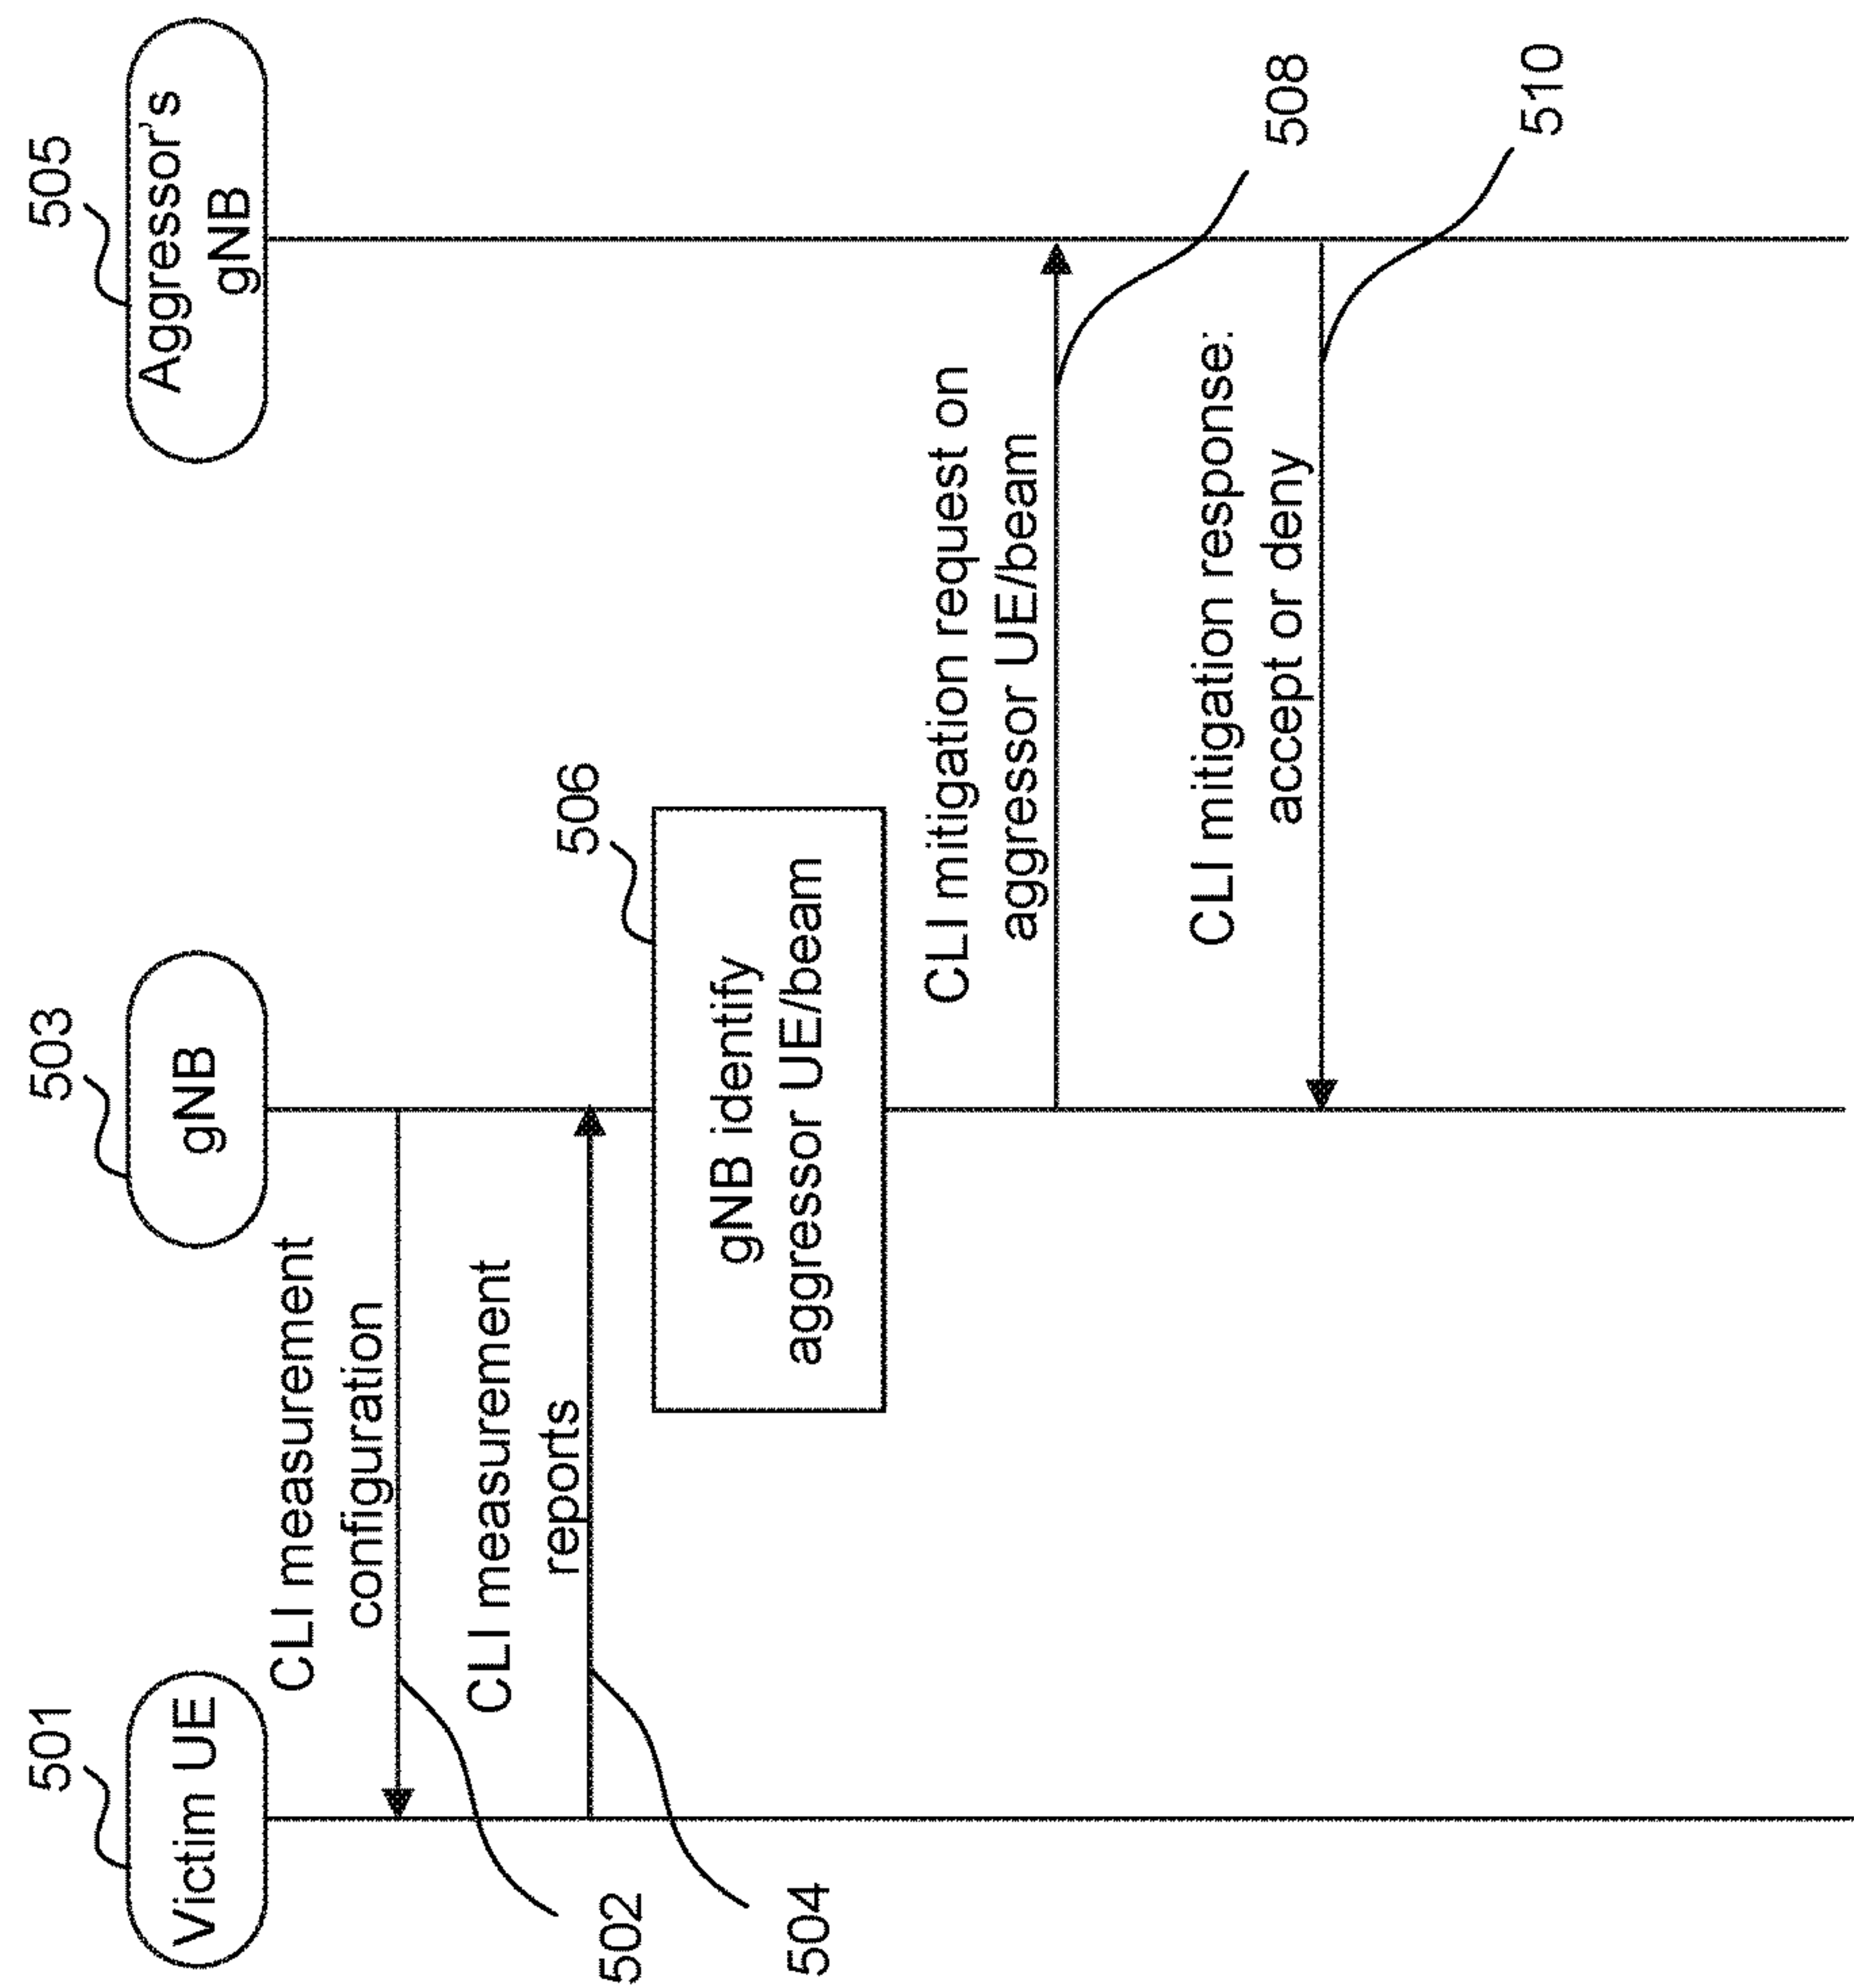 501
Victim UE
503
gNB
505
Aggressor's
gNB
CLI measurement
configuration
502
CLI measurement
reports
504
506
gNB identify
aggressor UE/beam
CLI mitigation request on
aggressor UE/beam
508
CLI mitigation response:
accept or deny
510